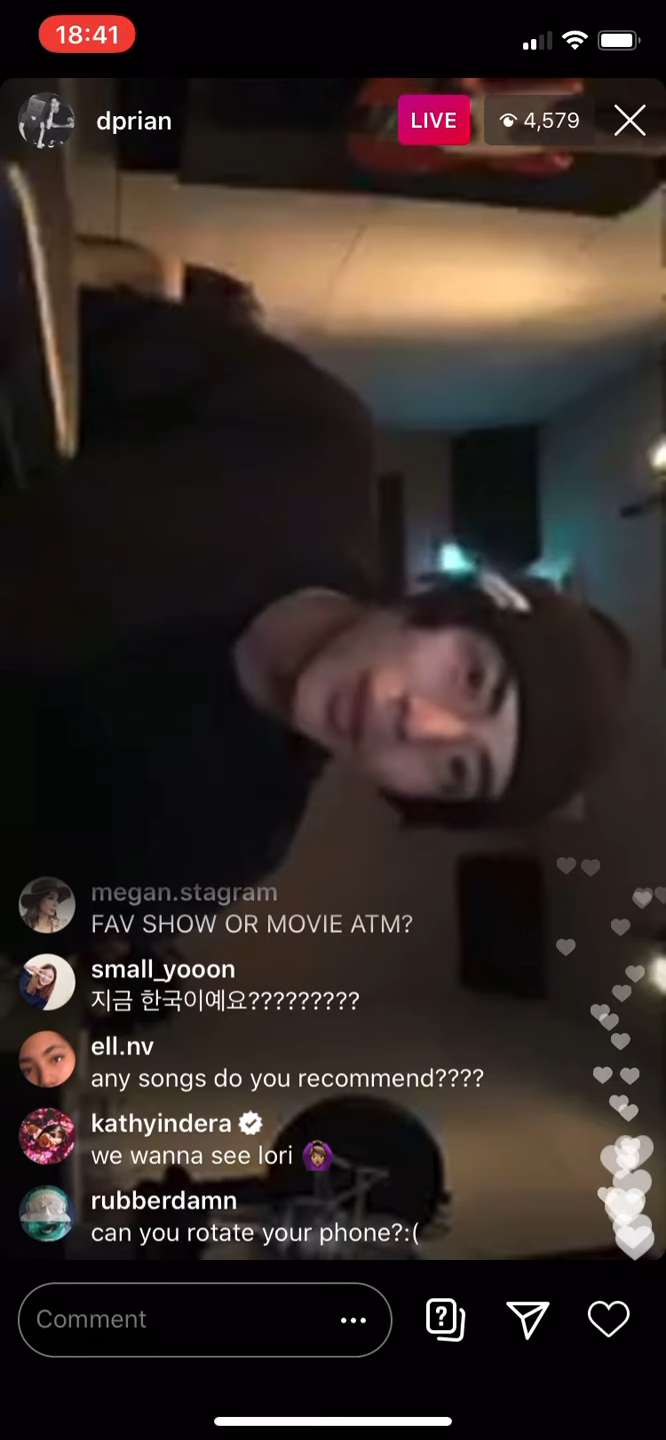 18:41
dprian
LIVE
4,579
megan.stagram
FAV SHOW OR MOVIE ATM?
small_yooon
지금 한국이예요?????????
ell.nv
any songs do you recommend????
kathyindera
we wanna see lori 🙆🏽‍♀️
rubberdamn
can you rotate your phone?:(
Comment